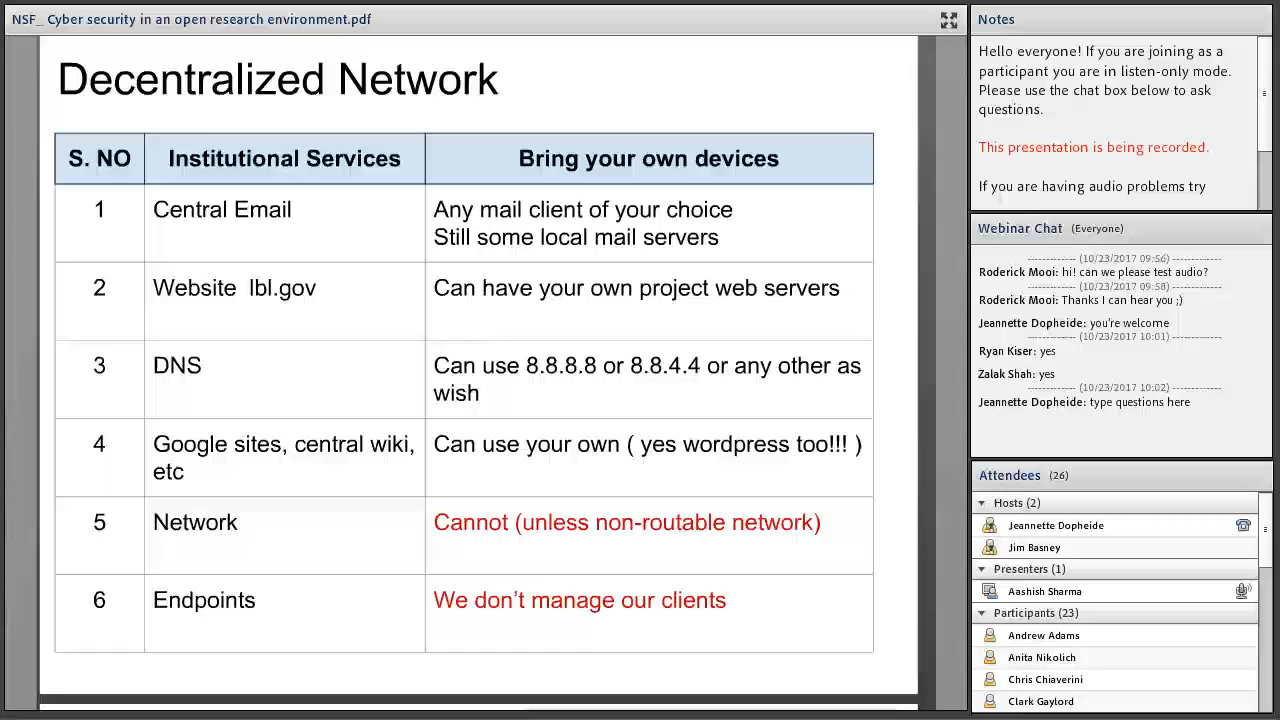 NSF_ Cyber security in an open research environment.pdf
Decentralized Network
S. NO Institutional Services Bring your own devices
1 Central Email Any mail client of your choice
Still some local mail servers
2 Website lbl.gov Can have your own project web servers
3 DNS Can use 8.8.8.8 or 8.8.4.4 or any other as
wish
4 Google sites, central wiki, Can use your own ( yes wordpress too!!! )
etc
5 Network Cannot (unless non-routable network)
6 Endpoints We don’t manage our clients
Notes
Hello everyone! If you are joining as a
participant you are in listen-only mode.
Please use the chat box below to ask
questions.
This presentation is being recorded.
If you are having audio problems try
Webinar Chat (Everyone)
------------- (10/23/2017 09:56) -------------
Roderick Mooi: hi! can we please test audio?
------------- (10/23/2017 09:58) -------------
Roderick Mooi: Thanks I can hear you ;)
Jeannette Dopheide: you're welcome
------------- (10/23/2017 10:01) -------------
Ryan Kiser: yes
Zalak Shah: yes
------------- (10/23/2017 10:02) -------------
Jeannette Dopheide: type questions here
Attendees (26)
Hosts (2)
Jeannette Dopheide
Jim Basney
Presenters (1)
Aashish Sharma
Participants (23)
Andrew Adams
Anita Nikolich
Chris Chiaverini
Clark Gaylord